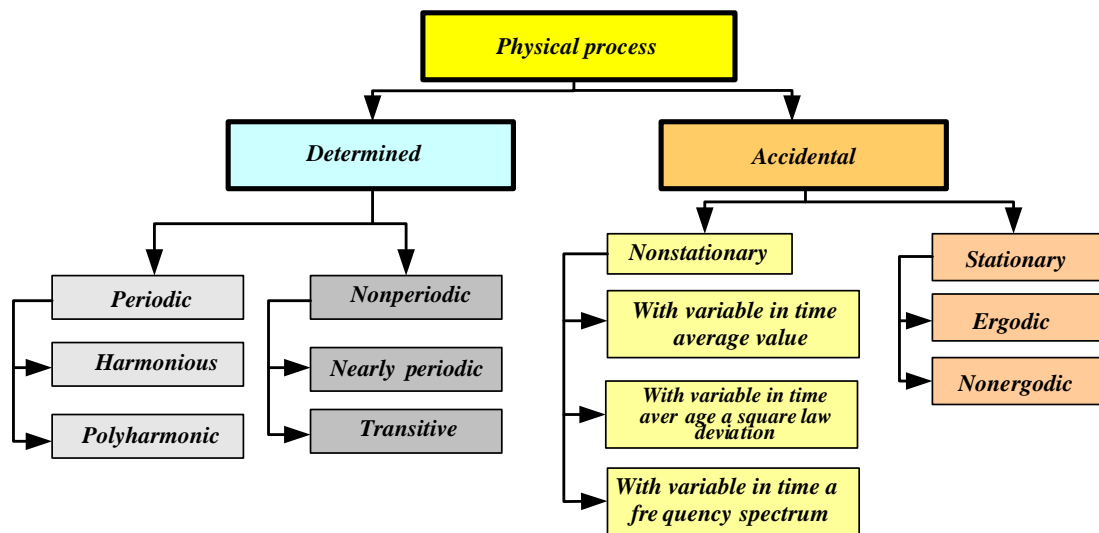 Physical process
Determined
Accidental
Periodic
Harmonious
Polyharmonic
Nonperiodic
Nearly periodic
Transitive
Nonstationary
With variable in time
average value
With variable in time
aver age a square law
deviation
With variable in time a
fre quency spectrum
Stationary
Ergodic
Nonergodic